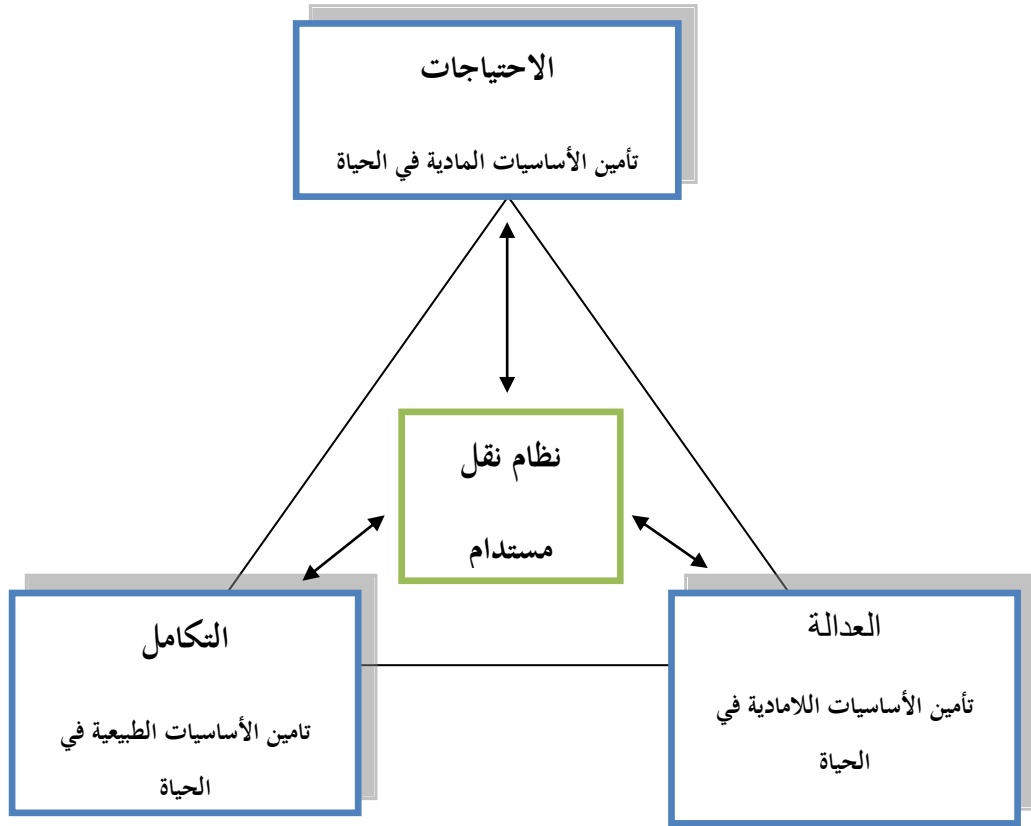 الاحتياجات
تأمين الأساسيات المادية في الحياة
نظام نقل
مستدام
العدالة
تأمين الأساسيات اللامادية في
الحياة
التكامل
تامين الأساسيات الطبيعية في
الحياة